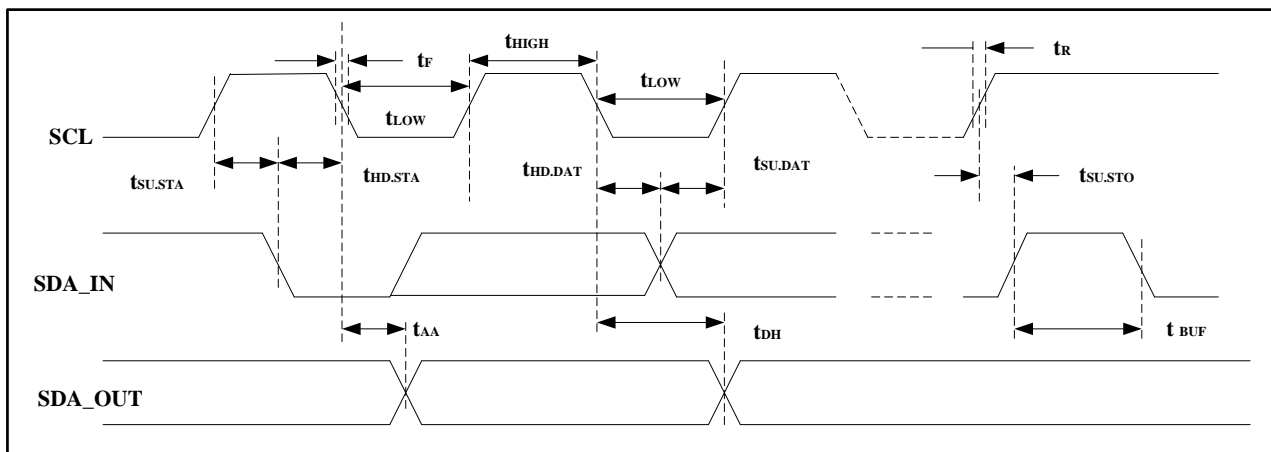 tHIGH
tF
tR
tLOW
tLOW
SCL
tSU.STA
tHD.STA
tHD.DAT
tSU.DAT
tSU.STO
SDA_IN
tAA
tDH
t BUF
SDA_OUT